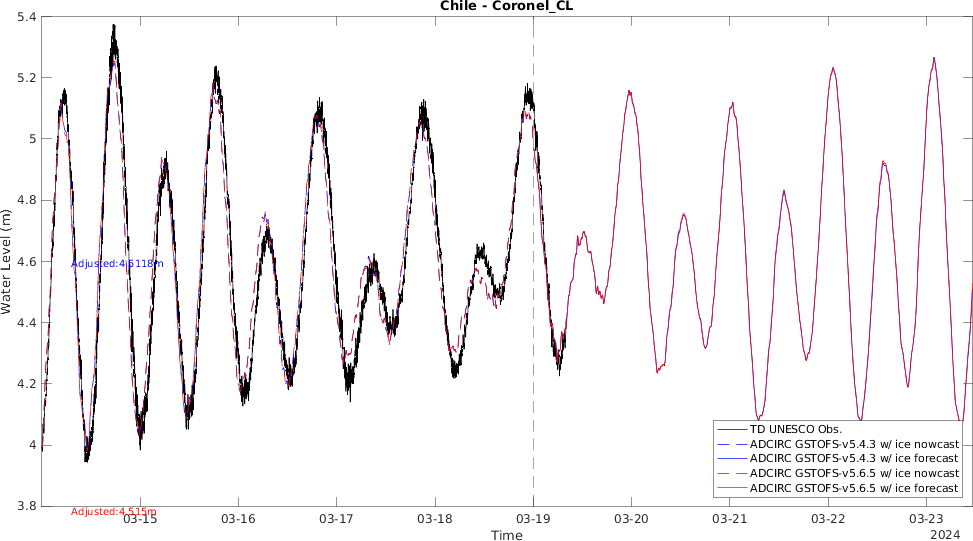 Chile - Coronel_CL
5.4
5.2
5
4.8
4.6
4.4
4.2
4
3.8
Water Level (m)
Adjusted:4.5118m
Adjusted:4.515m
TD UNESCO Obs.
ADCIRC GSTOFS-v5.4.3 w/ ice nowcast
ADCIRC GSTOFS-v5.4.3 w/ ice forecast
ADCIRC GSTOFS-v5.6.5 w/ ice nowcast
ADCIRC GSTOFS-v5.6.5 w/ ice forecast
03-15
03-16
03-17
03-18
03-19
03-20
03-21
03-22
03-23
Time
2024